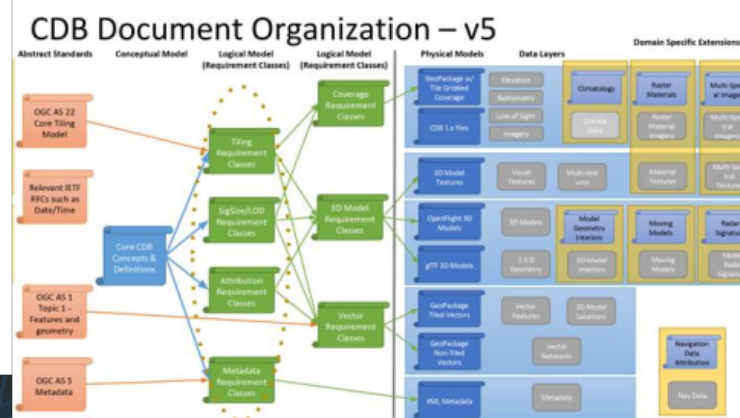 CDB Document Organization – v5
Abstract Standards
Conceptual Model
Logical Model
(Requirement Classes)
Logical Model
(Requirement Classes)
Physical Models
Data Layers
Domain Specific Extensions
OGC AS 22
Core Tiling
Model
Relevant IETF
RFCs such as
Date/Time
OGC AS 1
Topic 1 -
Features and
geometry
OGC AS 5
Metadata
Core CDB
Concepts &
Definitions
Tiling
Requirement
Classes
SigSize/LOD
Requirement
Classes
Attribution
Requirement
Classes
Metadata
Requirement
Classes
Coverage
Requirement
Classes
3D Model
Requirement
Classes
Vector
Requirement
Classes
GeoPackage w/
Tile Gridded
Coverage
CDB 1.x files
3D Model
Textures
OpenFlight 3D
Models
glTF 3D Models
GeoPackage
Tiled Vectors
GeoPackage
Non-Tiled
Vectors
XML Metadata
Elevation
Bathymetry
Line of Sight
Imagery
Visual
Textures
3D Models
2.5 D
Geometry
Vector
Features
3D Model
Locations
Vector
Networks
Metadata
Climatology
Climate
Data
Raster
Materials
Raster
Material
Imagery
Material
Textures
Model
Geometry
Interiors
3D Model
Interiors
Moving
Models
Moving
Models
Radar
Navigation
Data
Attribution
Nav Data